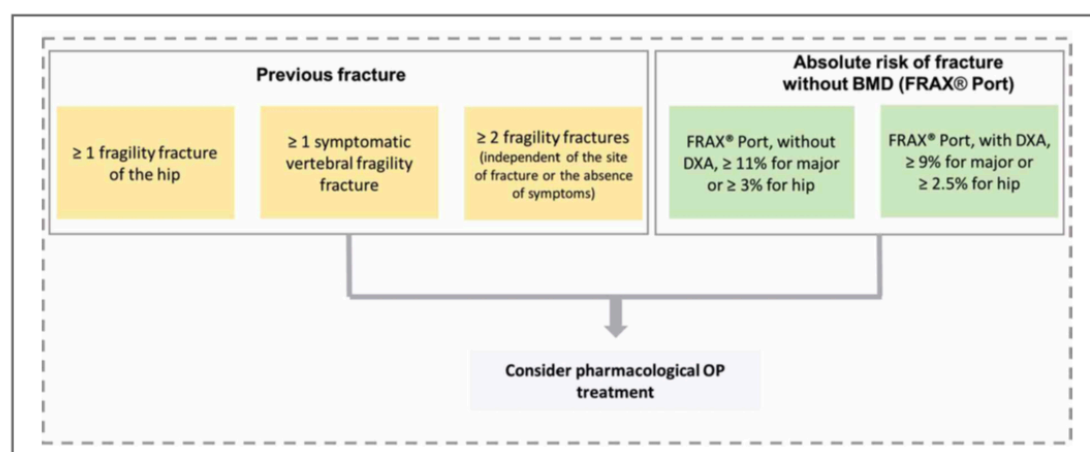 Previous fracture
≥ 1 fragility fracture
of the hip
≥ 1 symptomatic
vertebral fragility
fracture
≥ 2 fragility fractures
(independent of the site
of fracture or the absence
of symptoms)
Absolute risk of fracture
without BMD (FRAX® Port)
FRAX® Port, without
DXA, ≥ 11% for major
or ≥ 3% for hip
FRAX® Port, with DXA,
≥ 9% for major or
≥ 2.5% for hip
Consider pharmacological OP
treatment